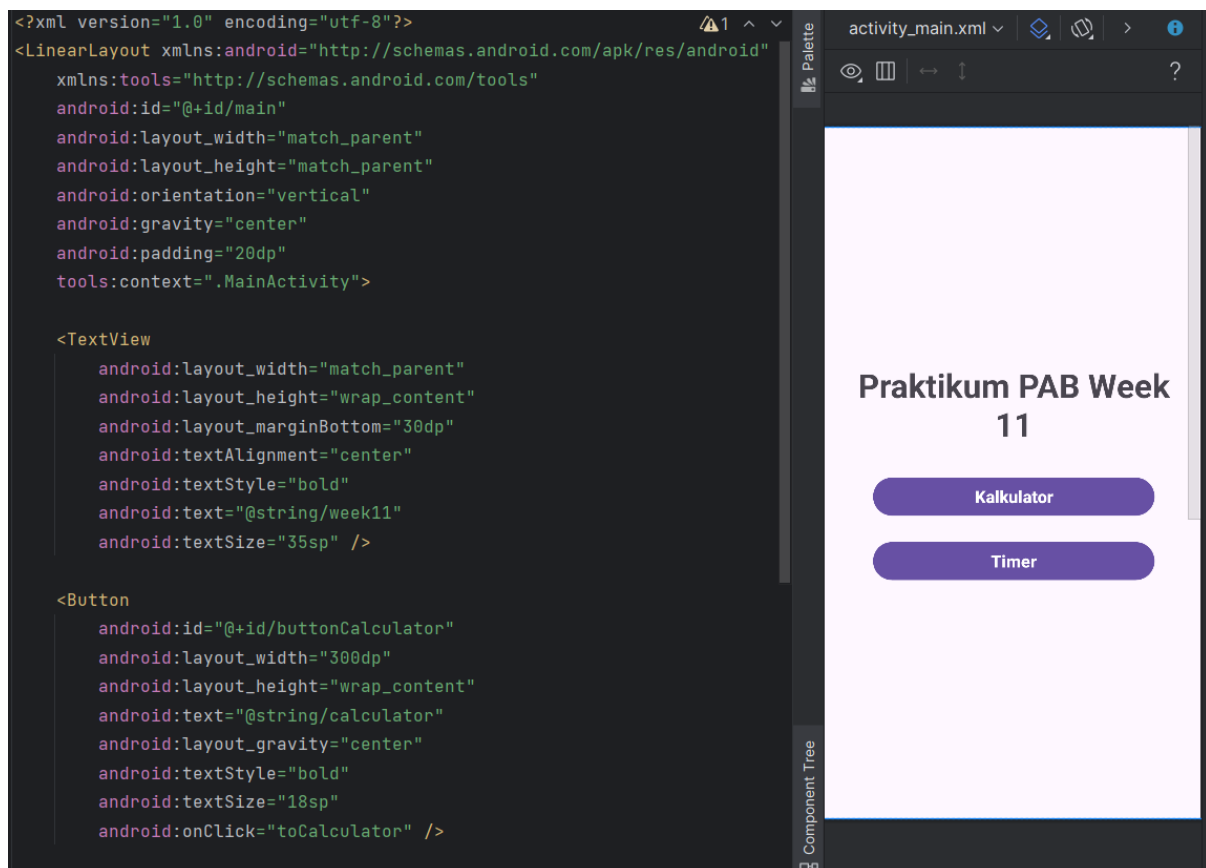 <?xml version="1.0" encoding="utf-8"?>
<LinearLayout xmlns:android="http://schemas.android.com/apk/res/android"
    xmlns:tools="http://schemas.android.com/tools"
    android:id="@+id/main"
    android:layout_width="match_parent"
    android:layout_height="match_parent"
    android:orientation="vertical"
    android:gravity="center"
    android:padding="20dp"
    tools:context=".MainActivity">
    <TextView
        android:layout_width="match_parent"
        android:layout_height="wrap_content"
        android:layout_marginBottom="30dp"
        android:textAlignment="center"
        android:textStyle="bold"
        android:text="@string/week11"
        android:textSize="35sp" />
    <Button
        android:id="@+id/buttonCalculator"
        android:layout_width="300dp"
        android:layout_height="wrap_content"
        android:text="@string/calculator"
        android:layout_gravity="center"
        android:textStyle="bold"
        android:textSize="18sp"
        android:onClick="toCalculator" />
1
Palette
Component Tree
activity_main.xml
?
Praktikum PAB Week
11
Kalkulator
Timer